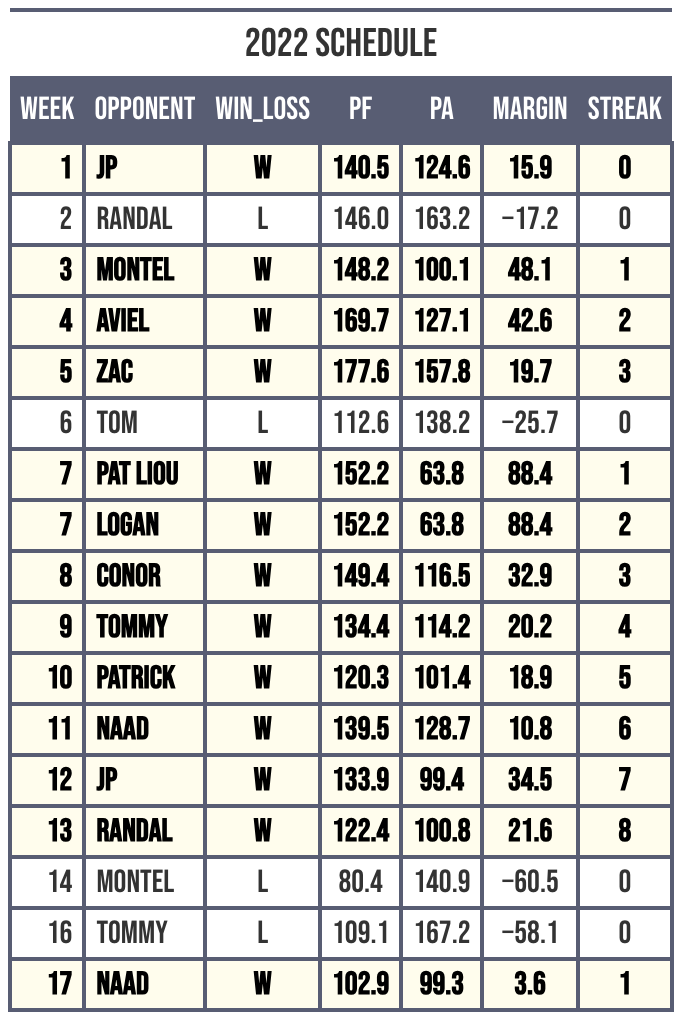 2022 SCHEDULE
WEEK OPPONENT WIN_LOSS PF PA MARGIN STREAK
1 JP W 140.5 124.6 15.9 0
2 RANDAL L 146.0 163.2 −17.2 0
3 MONTEL W 148.2 100.1 48.1 1
4 AVIEL W 169.7 127.1 42.6 2
5 ZAC W 177.6 157.8 19.7 3
6 TOM L 112.6 138.2 −25.7 0
7 PAT LIOU W 152.2 63.8 88.4 1
7 LOGAN W 152.2 63.8 88.4 2
8 CONOR W 149.4 116.5 32.9 3
9 TOMMY W 134.4 114.2 20.2 4
10 PATRICK W 120.3 101.4 18.9 5
11 NAAD W 139.5 128.7 10.8 6
12 JP W 133.9 99.4 34.5 7
13 RANDAL W 122.4 100.8 21.6 8
14 MONTEL L 80.4 140.9 −60.5 0
16 TOMMY L 109.1 167.2 −58.1 0
17 NAAD W 102.9 99.3 3.6 1